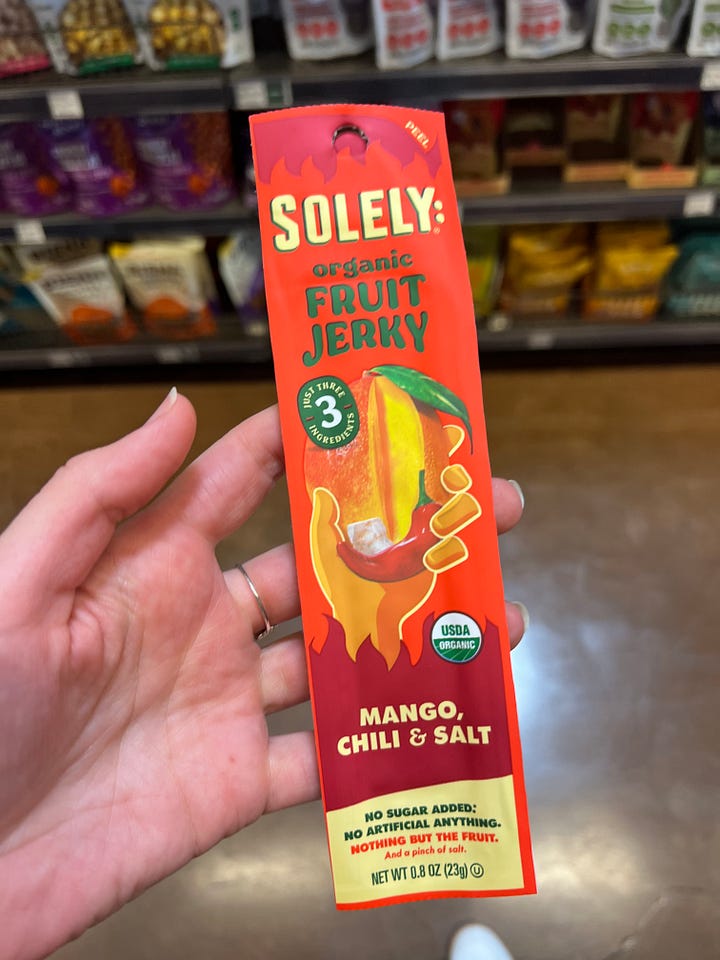 PEEL
SOLELY:
organic
FRUIT
JERKY
JUST THREE
3
INGREDIENTS
USDA
ORGANIC
MANGO,
CHILI & SALT
NO SUGAR ADDED:
NO ARTIFICIAL ANYTHING.
NOTHING BUT THE FRUIT.
And a pinch of salt.
NET WT 0.8 OZ (23g) U